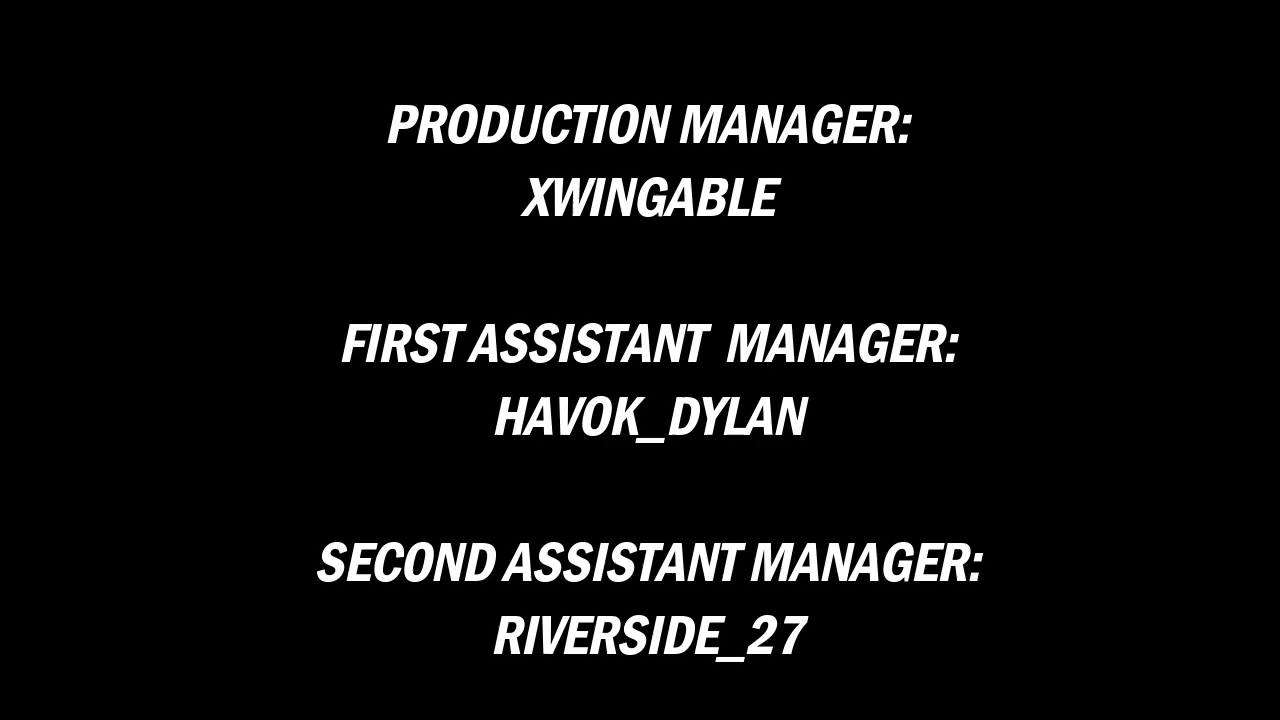 PRODUCTION MANAGER:
XWINGABLE
FIRST ASSISTANT MANAGER:
HAVOK_DYLAN
SECOND ASSISTANT MANAGER:
RIVERSIDE_27